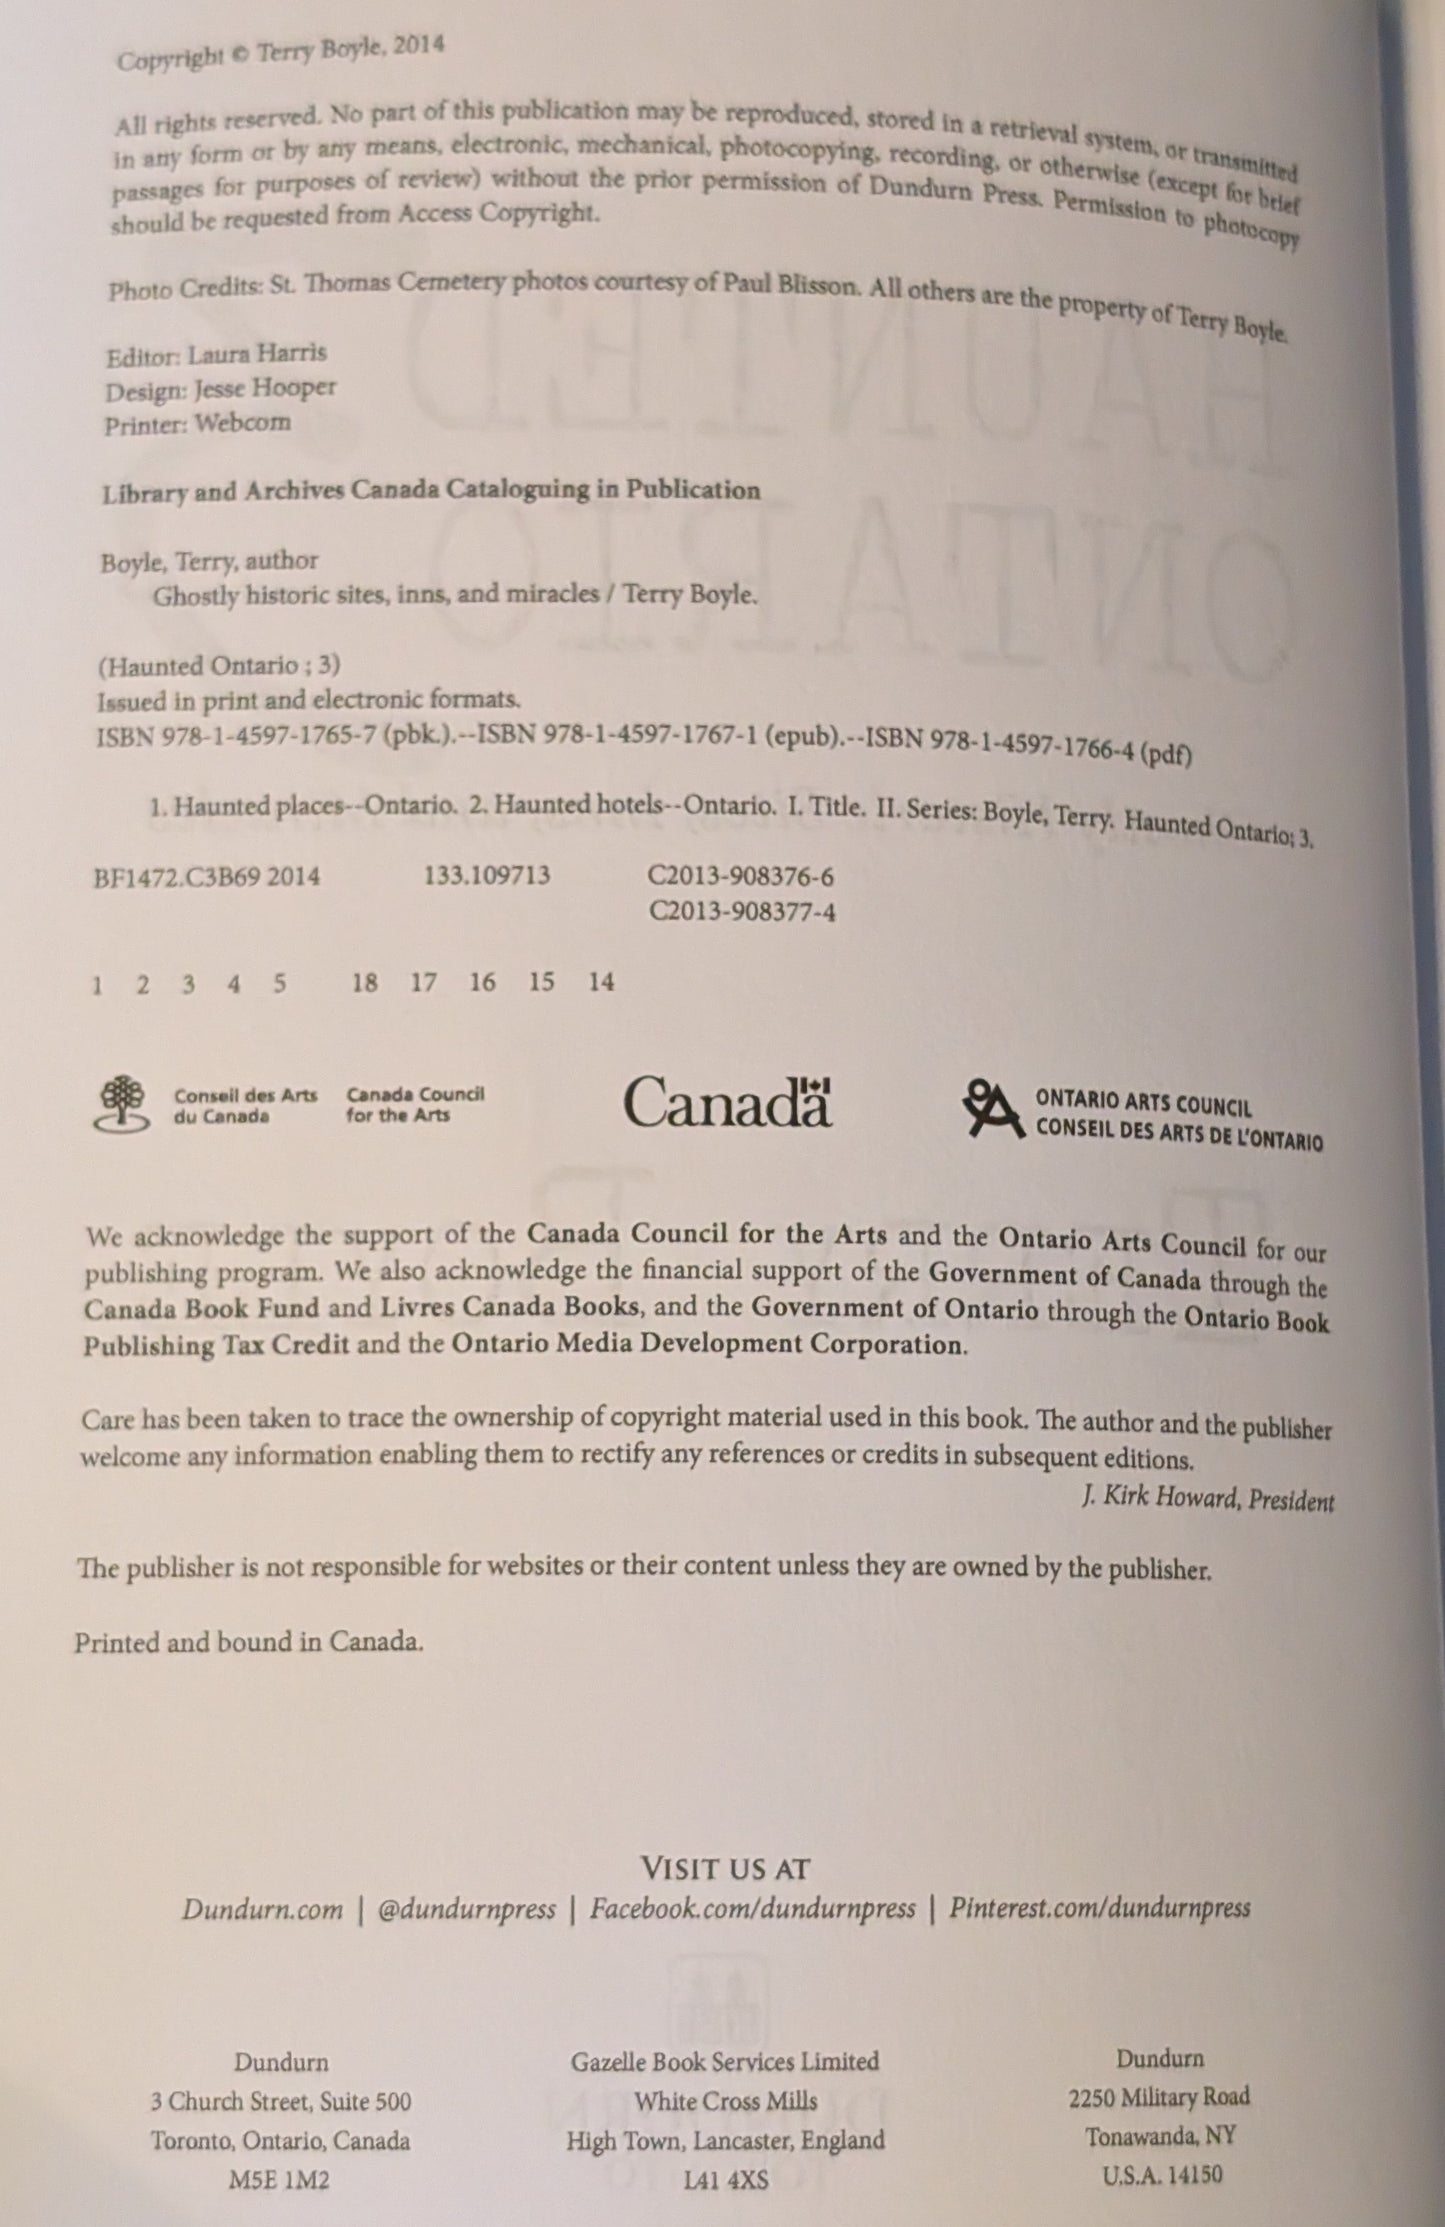 Copyright © Terry Boyle, 2014
All rights reserved. No part of this publication may be reproduced, stored in a retrieval system, or transmitted
in any form or by any means, electronic, mechanical, photocopying, recording, or otherwise (except for brief
passages for purposes of review) without the prior permission of Dundurn Press. Permission to photocopy
should be requested from Access Copyright.
Photo Credits: St. Thomas Cemetery photos courtesy of Paul Blisson. All others are the property of Terry Boyle.
Editor: Laura Harris
Design: Jesse Hooper
Printer: Webcom
Library and Archives Canada Cataloguing in Publication
Boyle, Terry, author
Ghostly historic sites, inns, and miracles / Terry Boyle.
(Haunted Ontario ; 3)
Issued in print and electronic formats.
ISBN 978-1-4597-1765-7 (pbk.).--ISBN 978-1-4597-1767-1 (epub).--ISBN 978-1-4597-1766-4 (pdf)
1. Haunted places--Ontario. 2. Haunted hotels--Ontario. I. Title. II. Series: Boyle, Terry. Haunted Ontario; 3.
BF1472.C3B69 2014 133.109713 C2013-908376-6
C2013-908377-4
1 2 3 4 5 18 17 16 15 14
Conseil des Arts Canada Council
du Canada for the Arts
Canada
ONTARIO ARTS COUNCIL
CONSEIL DES ARTS DE L'ONTARIO
We acknowledge the support of the Canada Council for the Arts and the Ontario Arts Council for our
publishing program. We also acknowledge the financial support of the Government of Canada through the
Canada Book Fund and Livres Canada Books, and the Government of Ontario through the Ontario Book
Publishing Tax Credit and the Ontario Media Development Corporation.
Care has been taken to trace the ownership of copyright material used in this book. The author and the publisher
welcome any information enabling them to rectify any references or credits in subsequent editions.
J. Kirk Howard, President
The publisher is not responsible for websites or their content unless they are owned by the publisher.
Printed and bound in Canada.
VISIT US AT
Dundurn.com | @dundurnpress | Facebook.com/dundurnpress | Pinterest.com/dundurnpress
Dundurn
3 Church Street, Suite 500
Toronto, Ontario, Canada
M5E 1M2
Gazelle Book Services Limited
White Cross Mills
High Town, Lancaster, England
L41 4XS
Dundurn
2250 Military Road
Tonawanda, NY
U.S.A. 14150